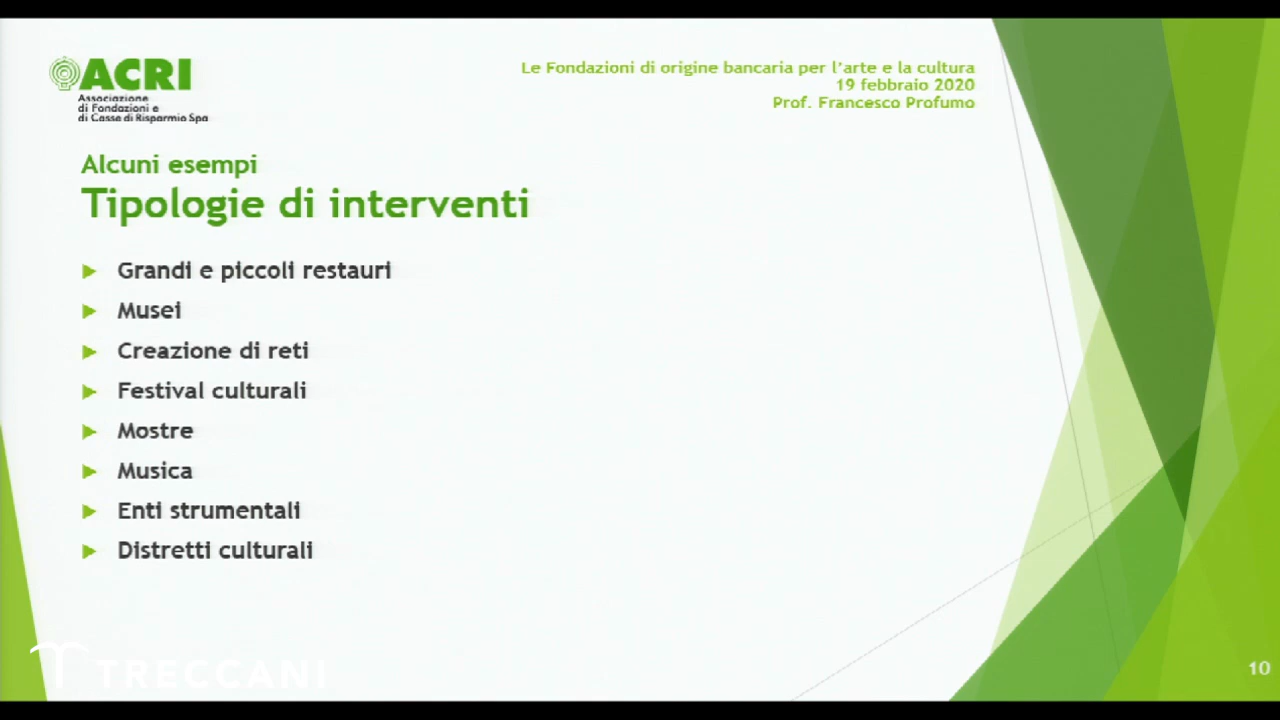 ACRI
Associazione
di Fondazioni e
di Casse di Risparmio Spa
Le Fondazioni di origine bancaria per l'arte e la cultura
19 febbraio 2020
Prof. Francesco Profumo
Alcuni esempi
Tipologie di interventi
Grandi e piccoli restauri
Musei
Creazione di reti
Festival culturali
Mostre
Musica
Enti strumentali
Distretti culturali
TRECCANI
10